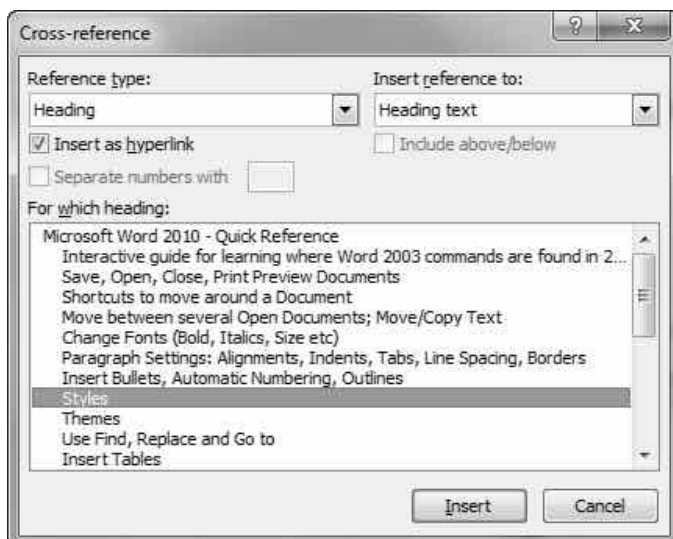 Cross-reference
Reference type:
Insert reference to:
Heading
Heading text
Insert as hyperlink
Include above/below
Separate numbers with
For which heading:
Microsoft Word 2010 - Quick Reference
Interactive guide for learning where Word 2003 commands are found in 2...
Save, Open, Close, Print Preview Documents
Shortcuts to move around a Document
Move between several Open Documents; Move/Copy Text
Change Fonts (Bold, Italics, Size etc)
Paragraph Settings: Alignments, Indents, Tabs, Line Spacing, Borders
Insert Bullets, Automatic Numbering, Outlines
Styles
Themes
Use Find, Replace and Go to
Insert Tables
Insert
Cancel